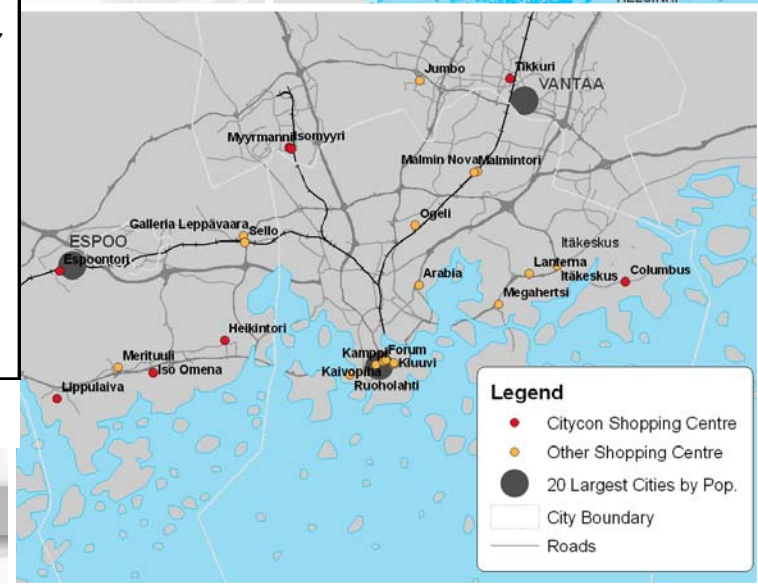 Jumbo
Tikkuri
VANTAA
Myyrmanni Isomyyri
Malmin Nova Malmintori
Galleria Leppävaara
Sello
Ogeli
ESPOO
Espoontori
Itäkeskus
Lanterna
Itäkeskus
Columbus
Arabia
Megahertsi
Heikintori
Kamppi Forum
Kluuvi
Merituuli
Iso Omena
Kaivopiha
Ruoholahti
Lippulaiva
Legend
Citycon Shopping Centre
Other Shopping Centre
20 Largest Cities by Pop.
City Boundary
Roads